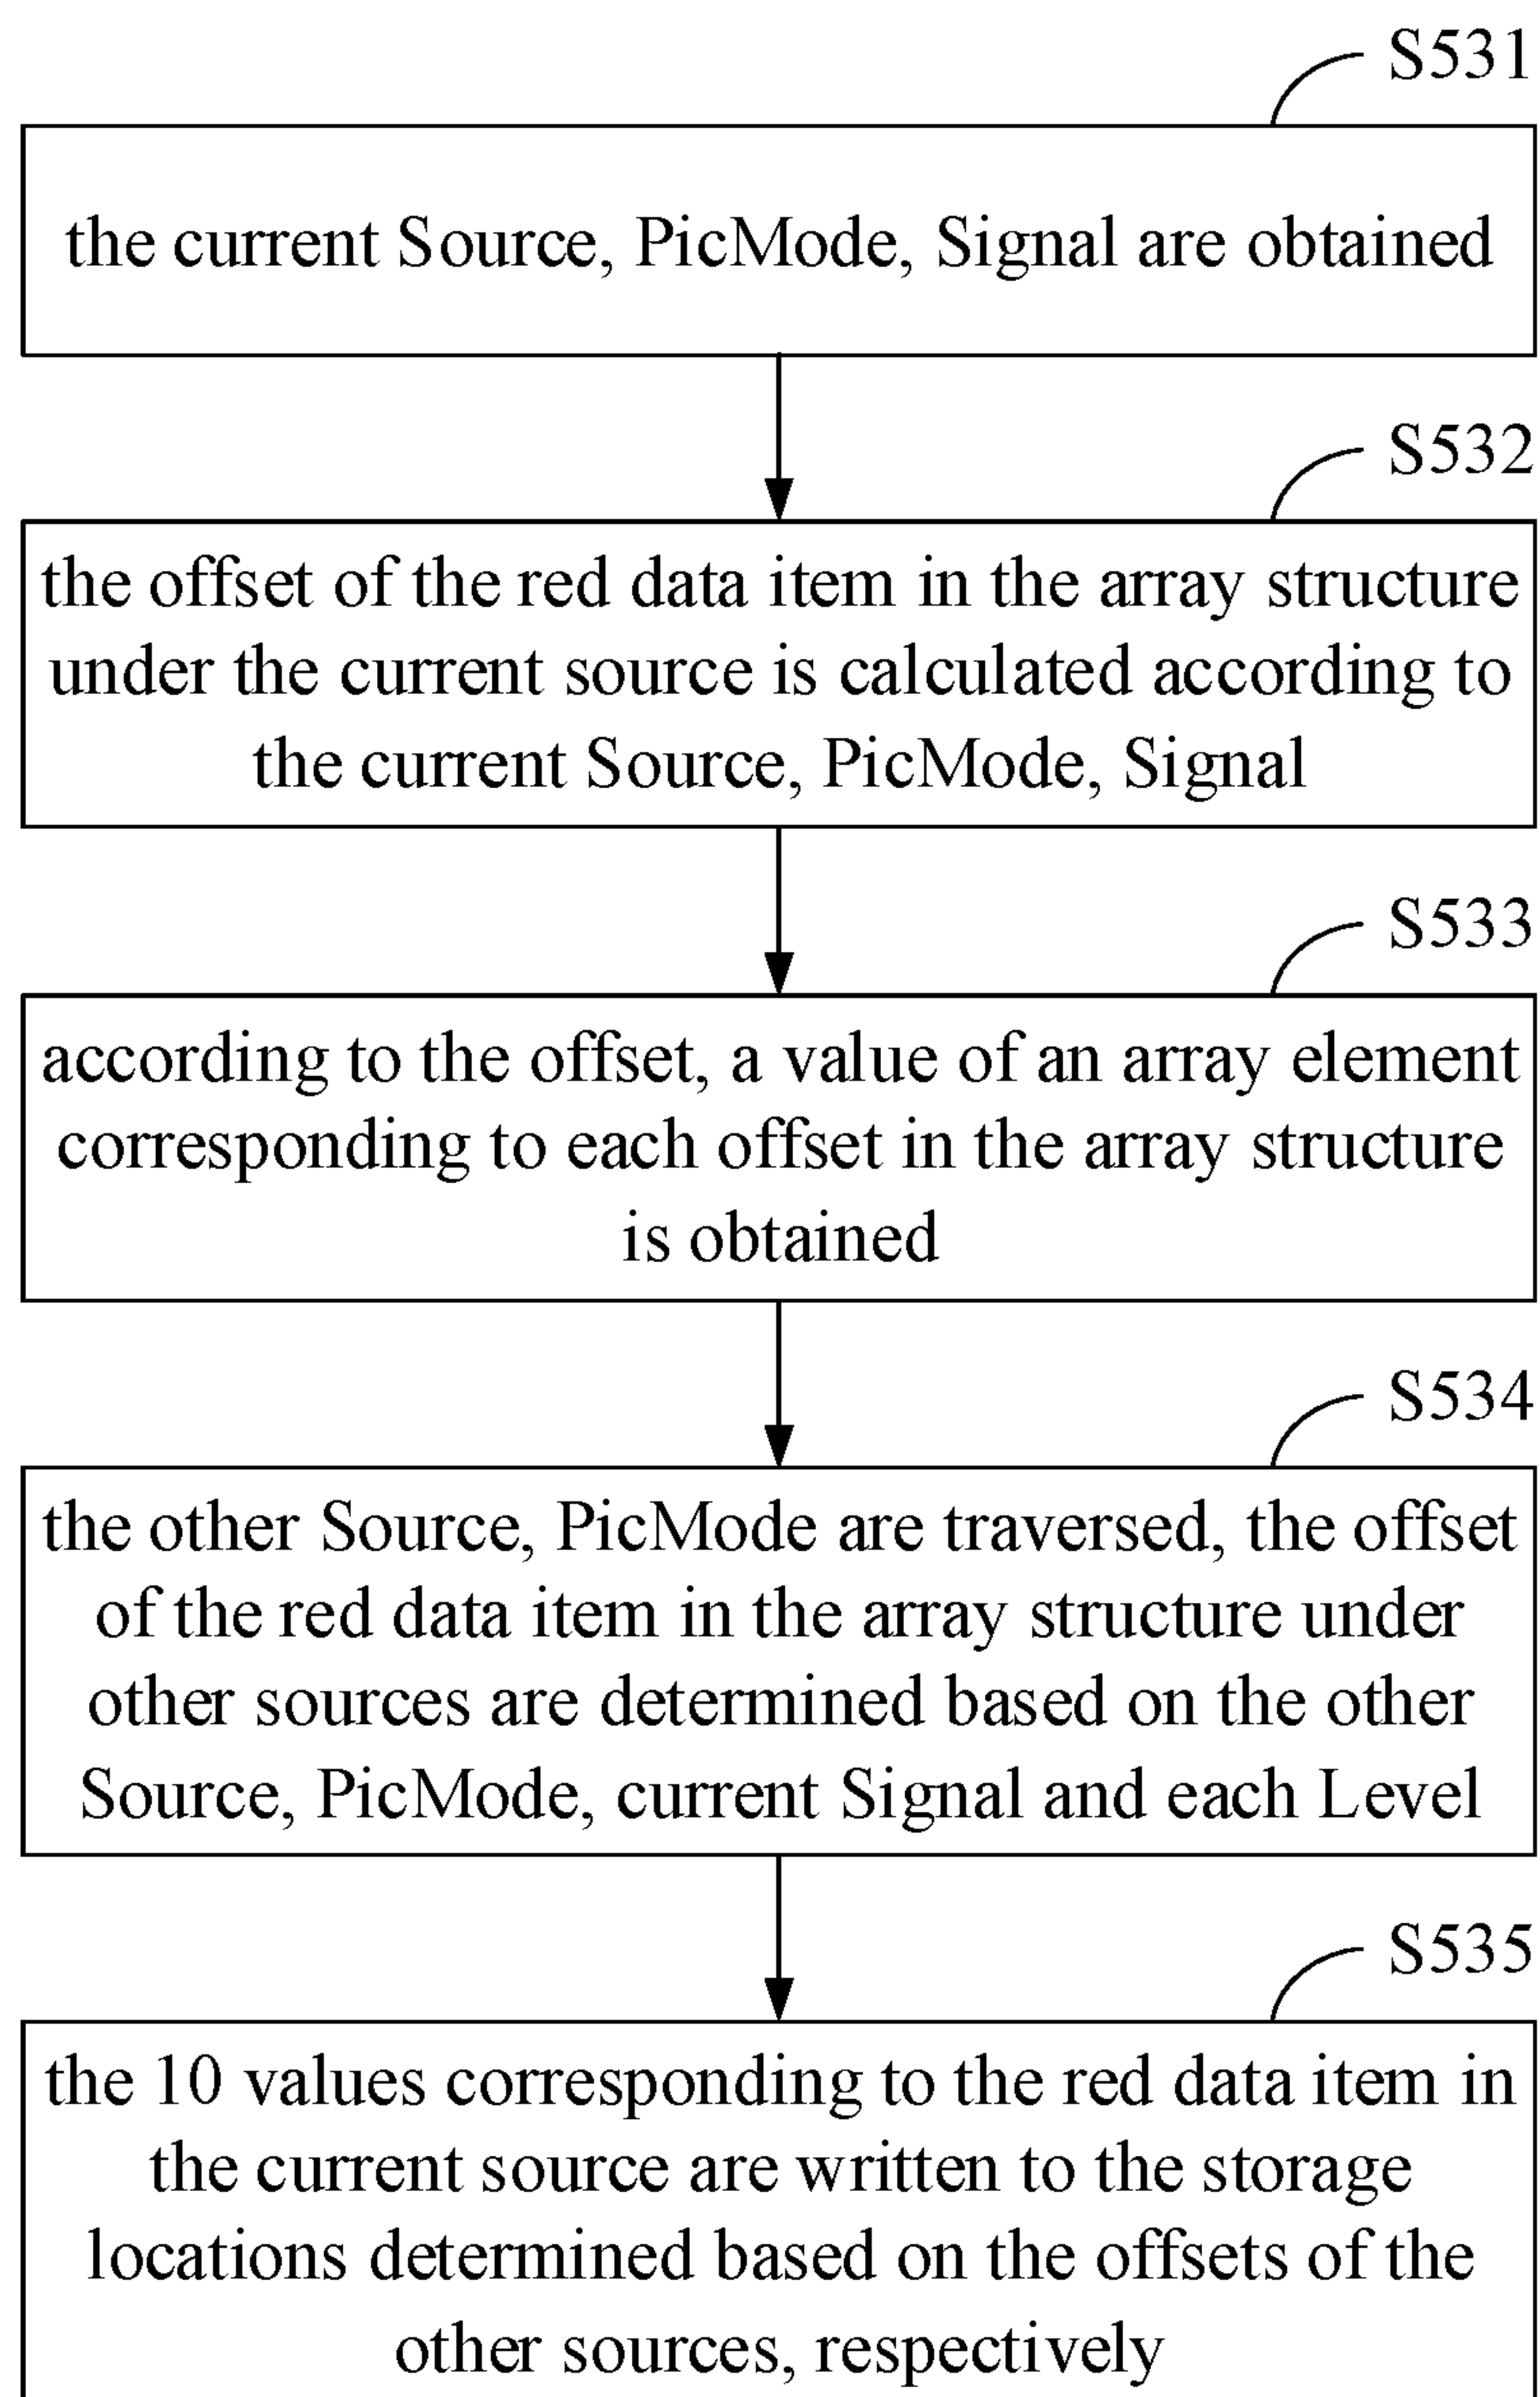 S531
the current Source, PicMode, Signal are obtained
S532
the offset of the red data item in the array structure
under the current source is calculated according to
the current Source, PicMode, Signal
S533
according to the offset, a value of an array element
corresponding to each offset in the array structure
is obtained
S534
the other Source, PicMode are traversed, the offset
of the red data item in the array structure under
other sources are determined based on the other
Source, PicMode, current Signal and each Level
S535
the 10 values corresponding to the red data item in
the current source are written to the storage
locations determined based on the offsets of the
other sources, respectively